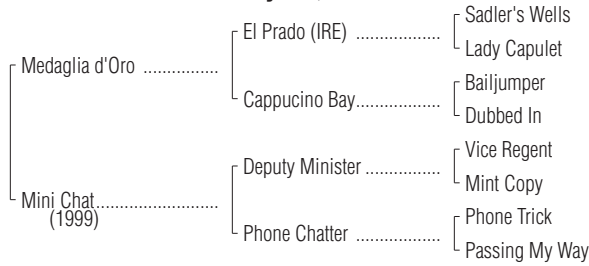 Sadler's Wells
El Prado (IRE) ..................
Lady Capulet
Medaglia d'Oro ................
Bailjumper
Cappucino Bay..................
Dubbed In
Vice Regent
Deputy Minister ................
Mint Copy
Mini Chat..........................
(1999)
Phone Trick
Phone Chatter ..................
Passing My Way